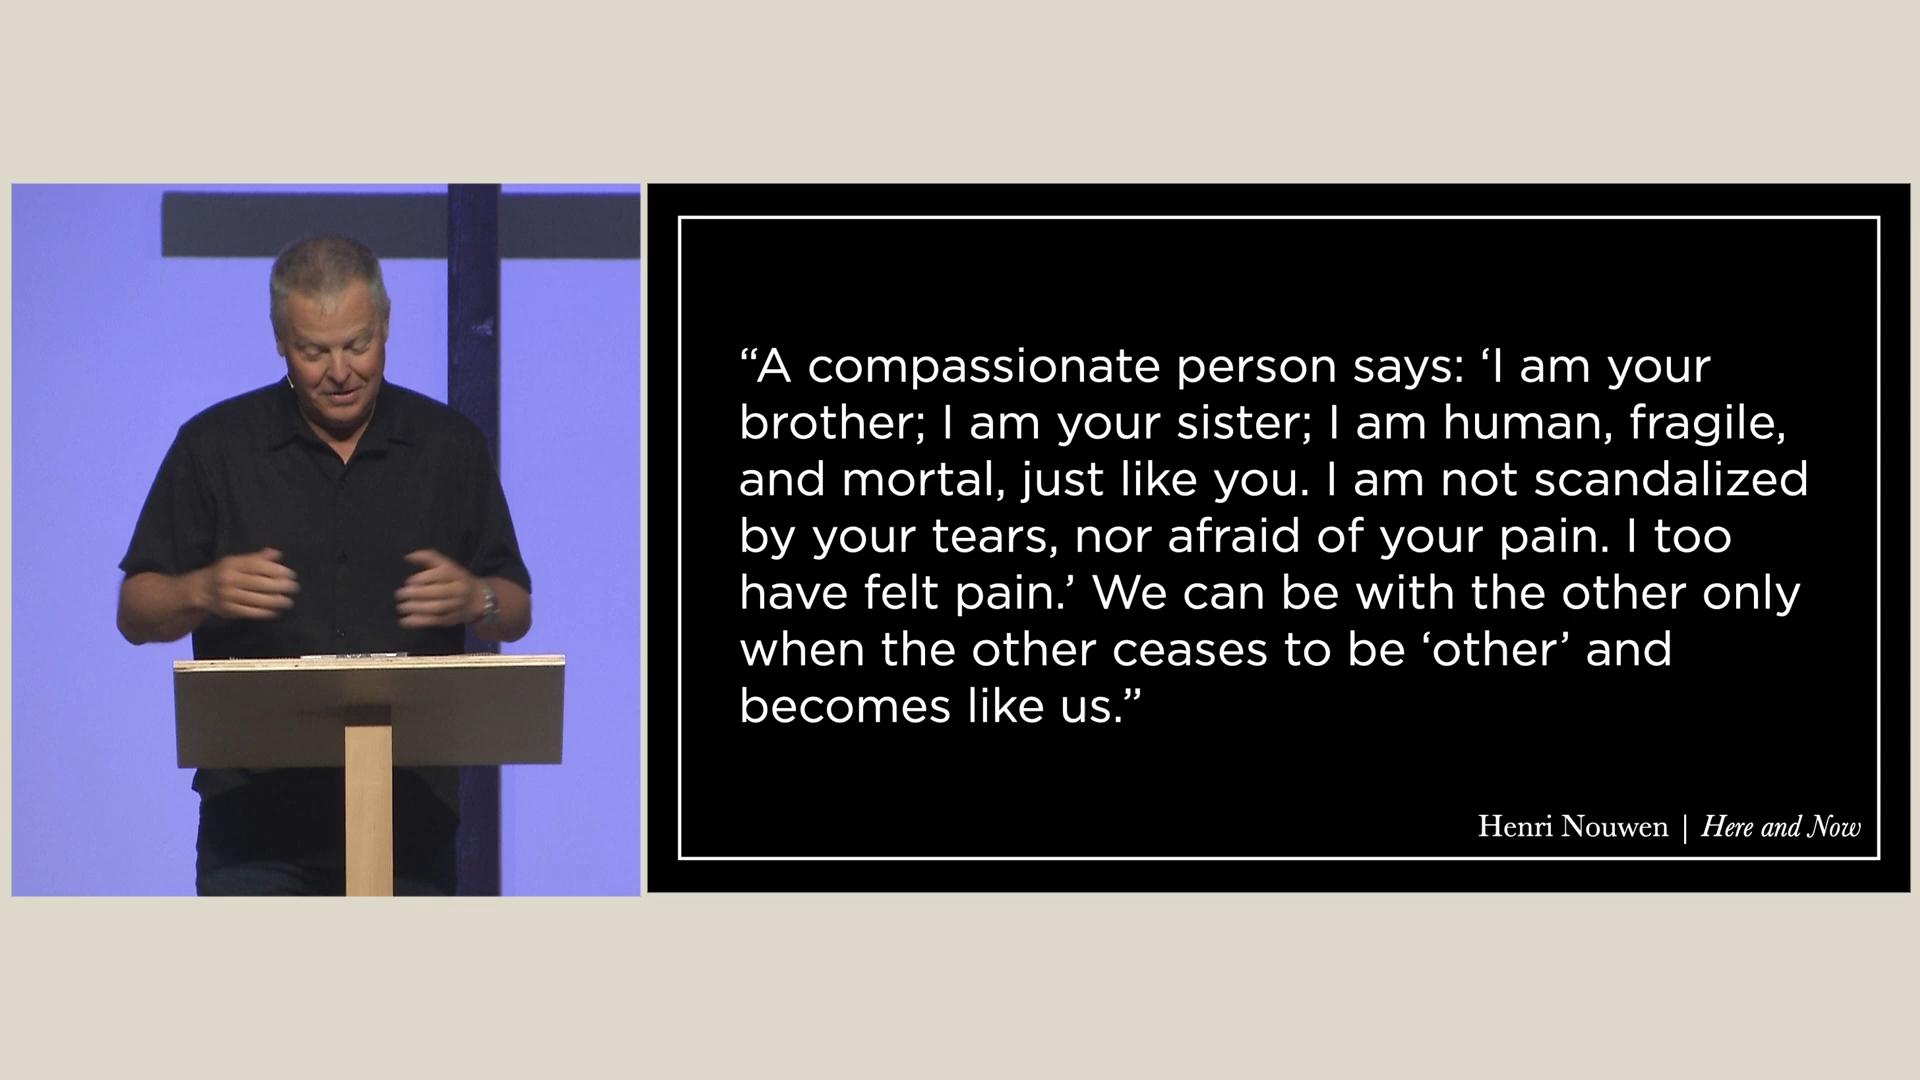 “A compassionate person says: ‘I am your
brother; I am your sister; I am human, fragile,
and mortal, just like you. I am not scandalized
by your tears, nor afraid of your pain. I too
have felt pain.’ We can be with the other only
when the other ceases to be ‘other’ and
becomes like us.”
Henri Nouwen | Here and Now